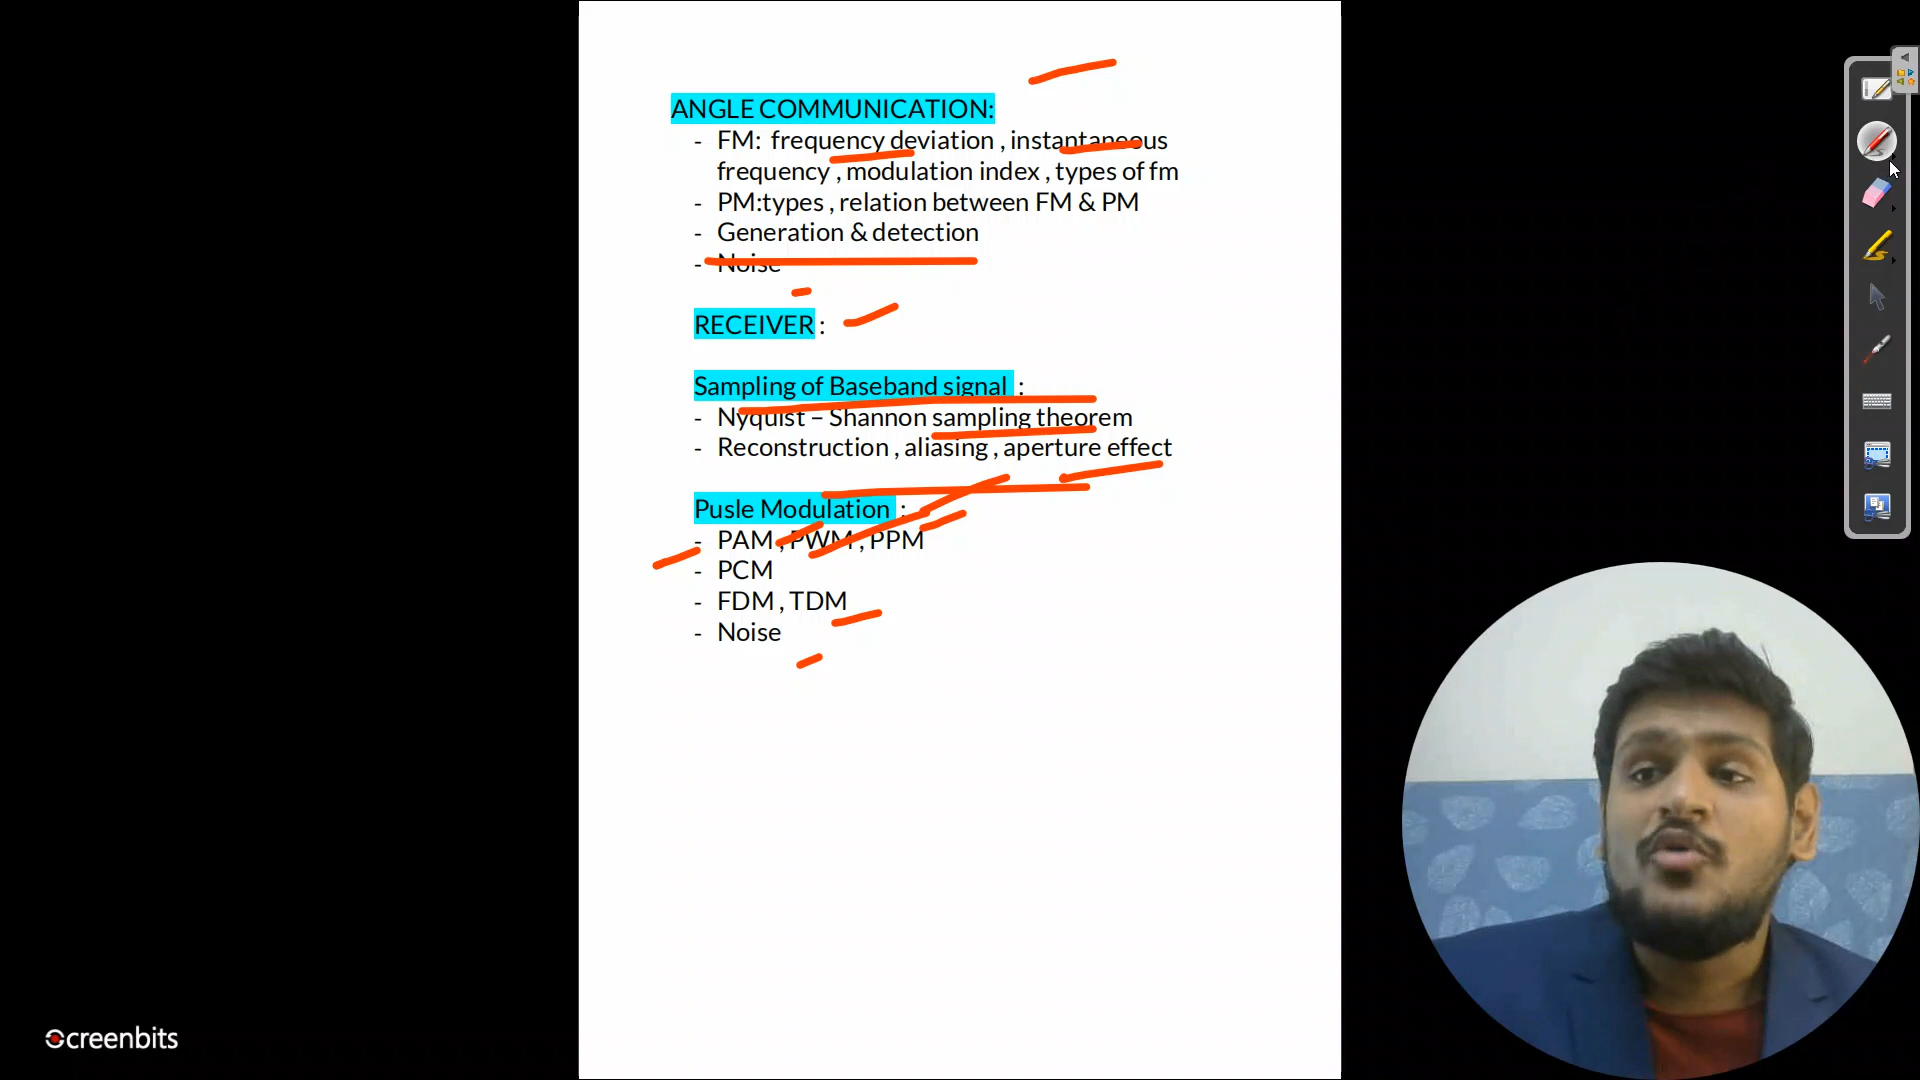 ANGLE COMMUNICATION:
- FM: frequency deviation , instantaneous
frequency , modulation index , types of fm
- PM:types , relation between FM & PM
- Generation & detection
- Noise
RECEIVER :
Sampling of Baseband signal :
- Nyquist – Shannon sampling theorem
- Reconstruction , aliasing , aperture effect
Pusle Modulation :
- PAM , PWM , PPM
- PCM
- FDM , TDM
- Noise
Screenbits